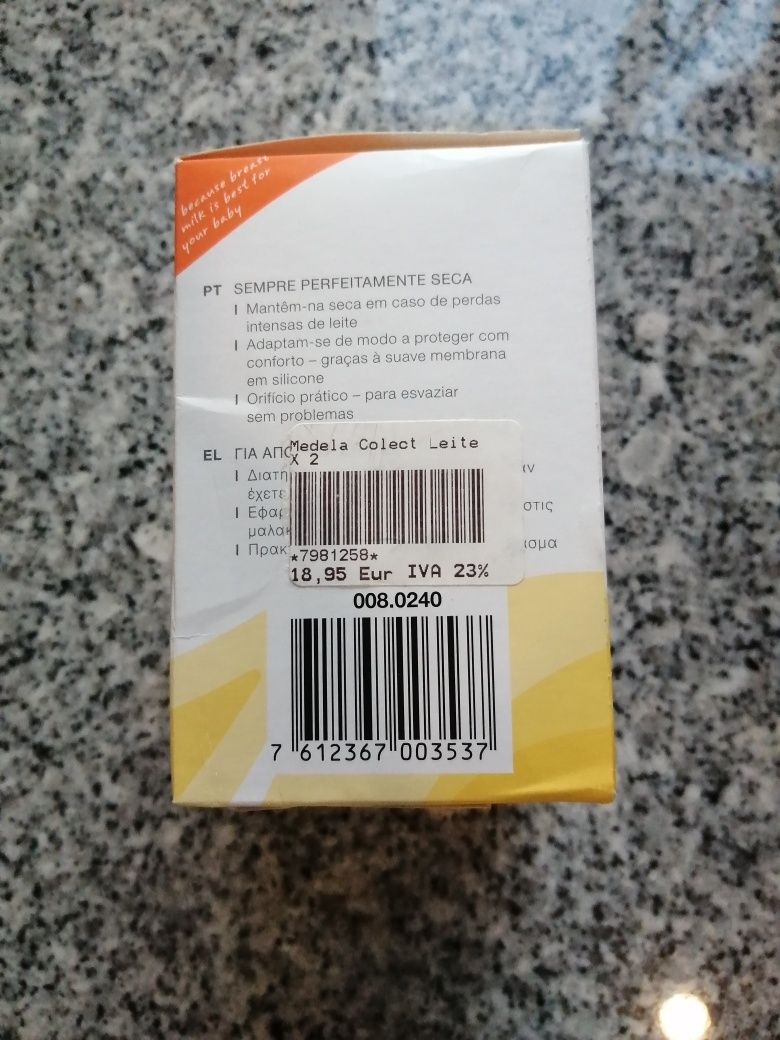 because breast
milk is best for
your baby
PT SEMPRE PERFEITAMENTE SECA
Mantêm-na seca em caso de perdas
intensas de leite
Adaptam-se de modo a proteger com
conforto – graças à suave membrana
em silicone
Orifício prático – para esvaziar
sem problemas
EL ΓΙΑ
Medela Colect Leite
X 2
έχετε
*7981258*
18,95 Eur IVA 23%
008.0240
7 612367 003537